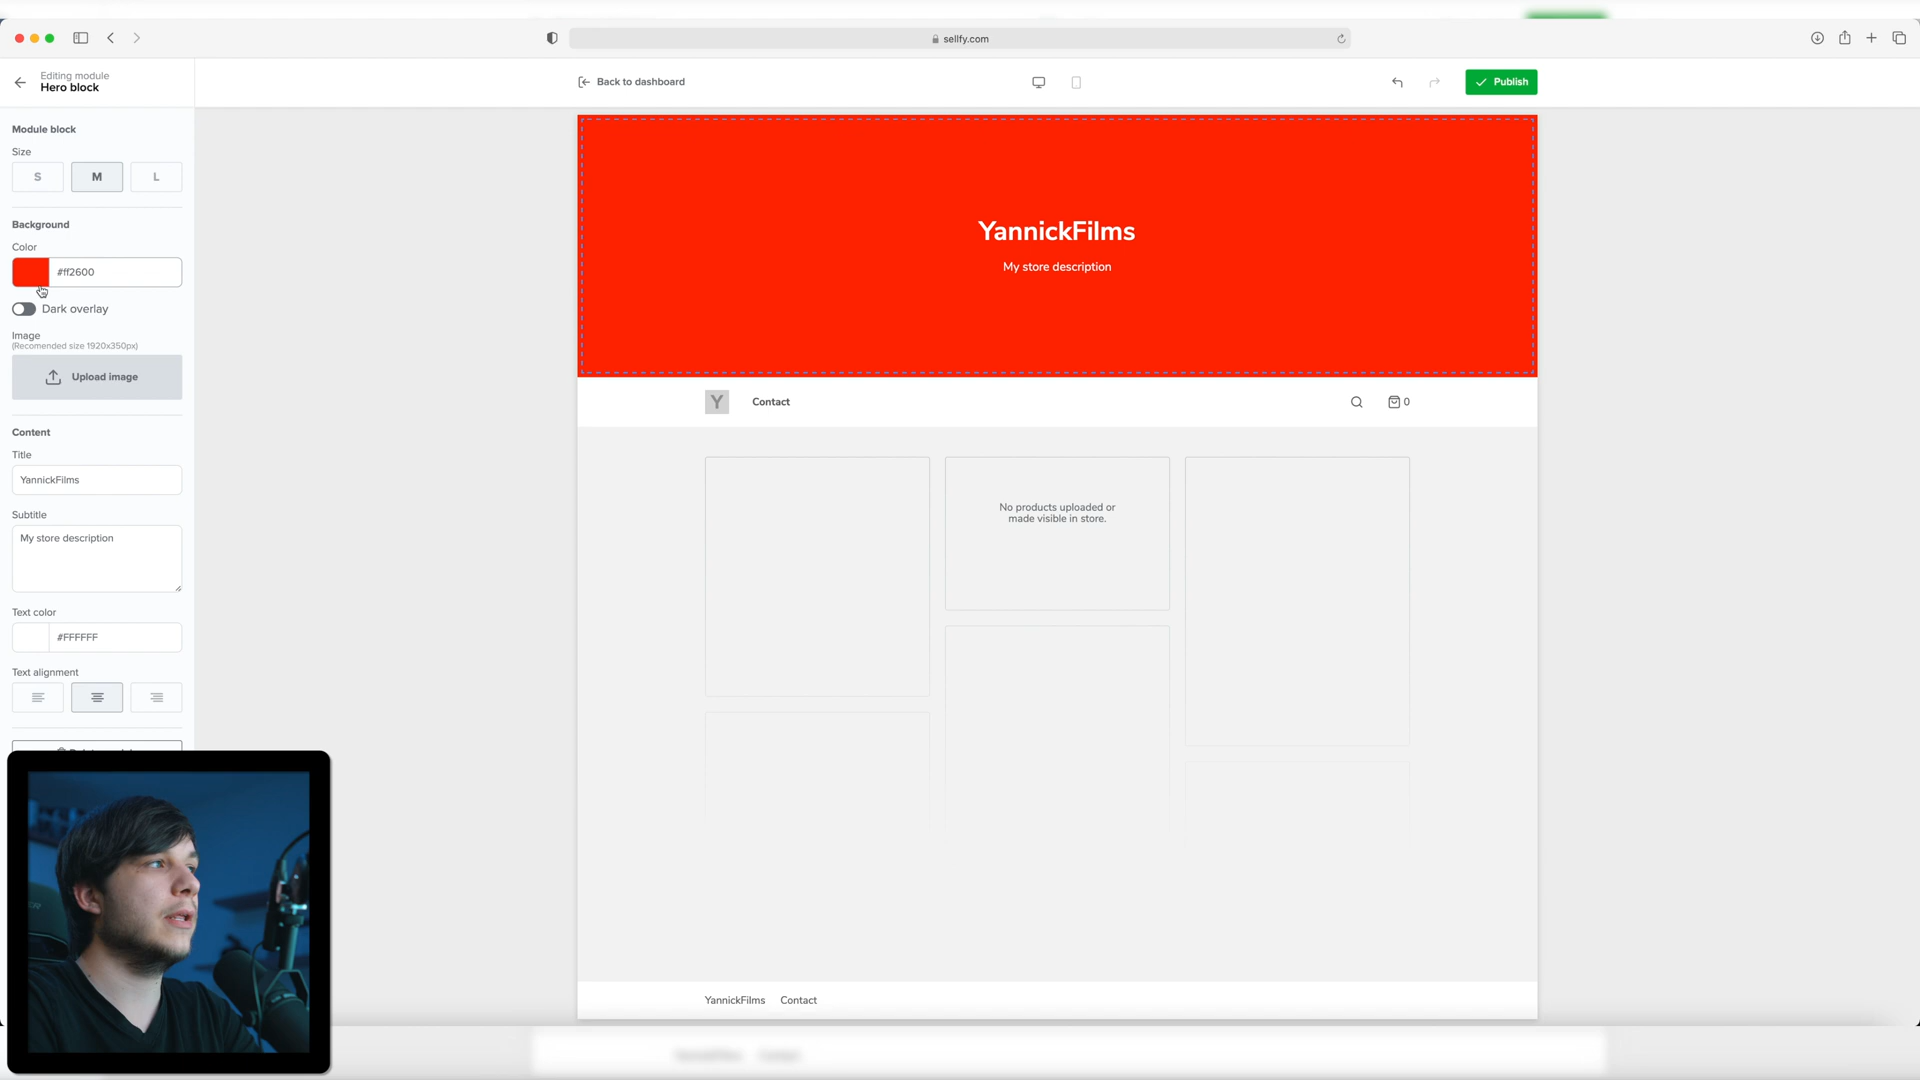 sellfy.com
Editing module
Hero block
Back to dashboard
Publish
Module block
Size
S
M
L
Background
Color
#ff2600
Dark overlay
Image
(Recomended size 1920x350px)
Upload image
Content
Title
YannickFilms
Subtitle
My store description
Text color
#FFFFFF
Text alignment
YannickFilms
My store description
Y
Contact
0
No products uploaded or
made visible in store.
YannickFilms
Contact